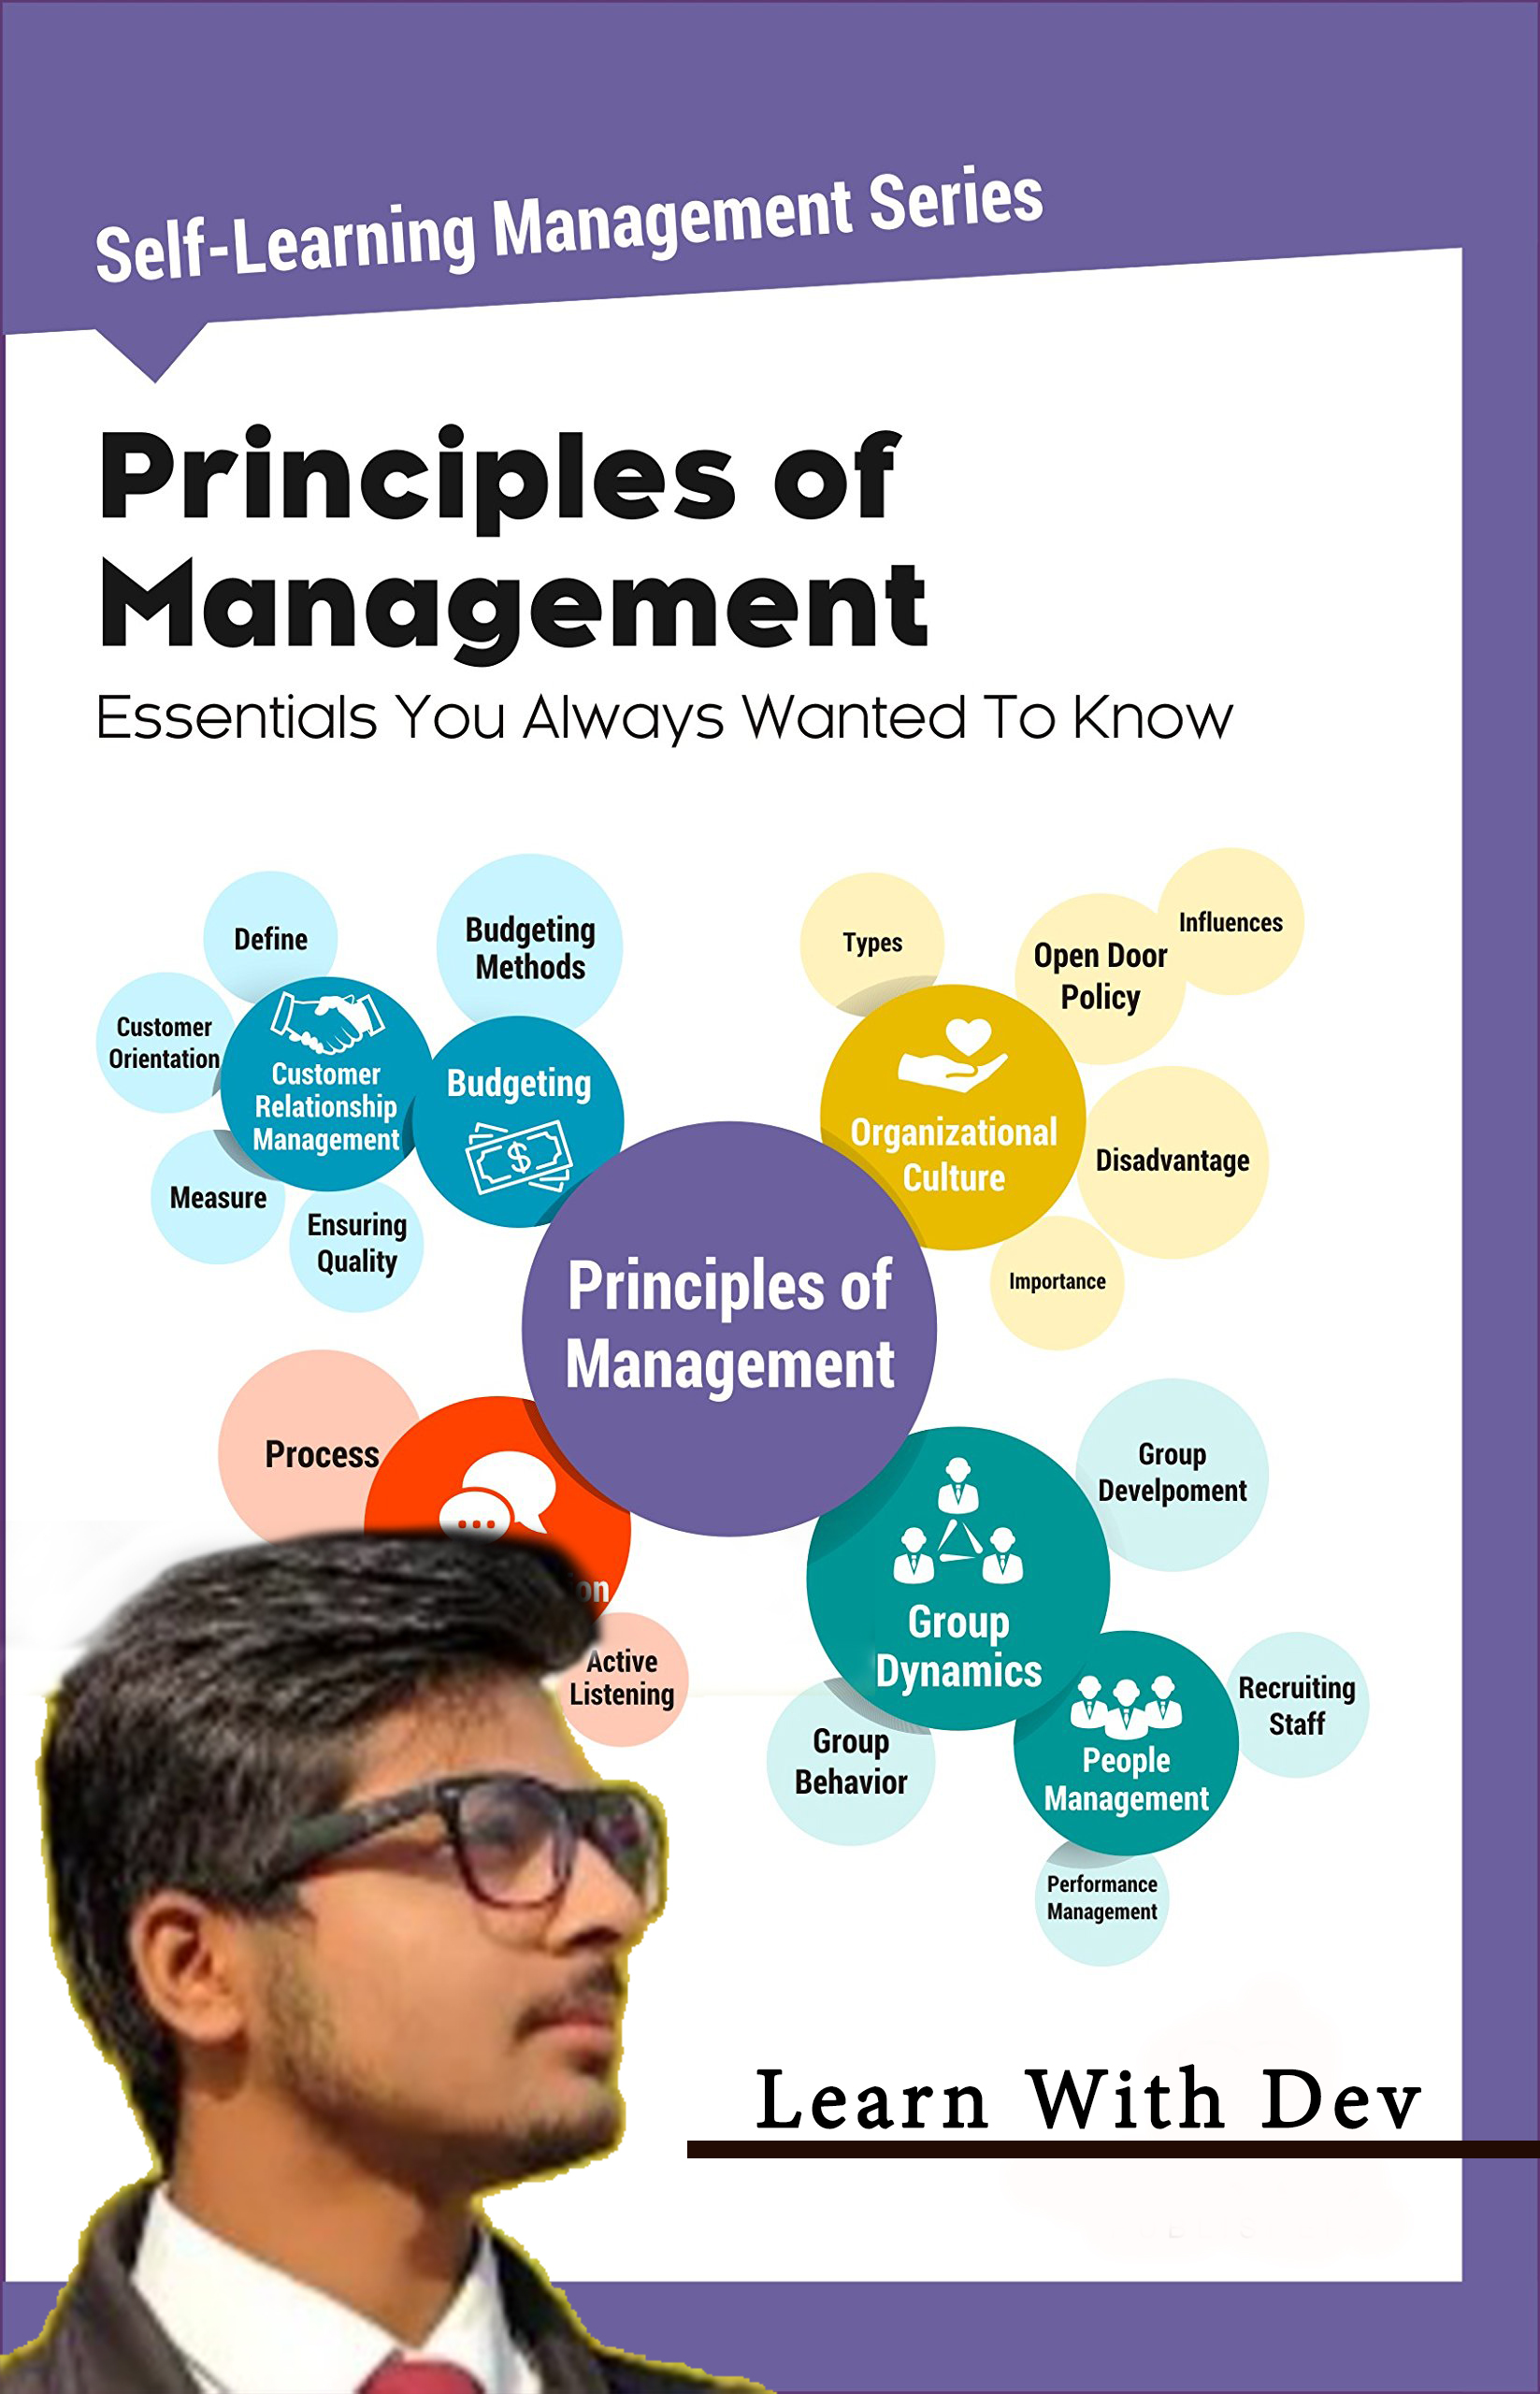 Self-Learning Management Series
Principles of
Management
Essentials You Always Wanted To Know
Define
Customer
Orientation
Customer
Relationship
Management
Measure
Ensuring
Quality
Budgeting
Methods
Budgeting
$
Types
Open Door
Policy
Influences
Organizational
Culture
Disadvantage
Importance
Principles of
Management
Process
on
Active
Listening
Group
Develpoment
Group
Dynamics
Group
Behavior
People
Management
Recruiting
Staff
Performance
Management
Learn With Dev